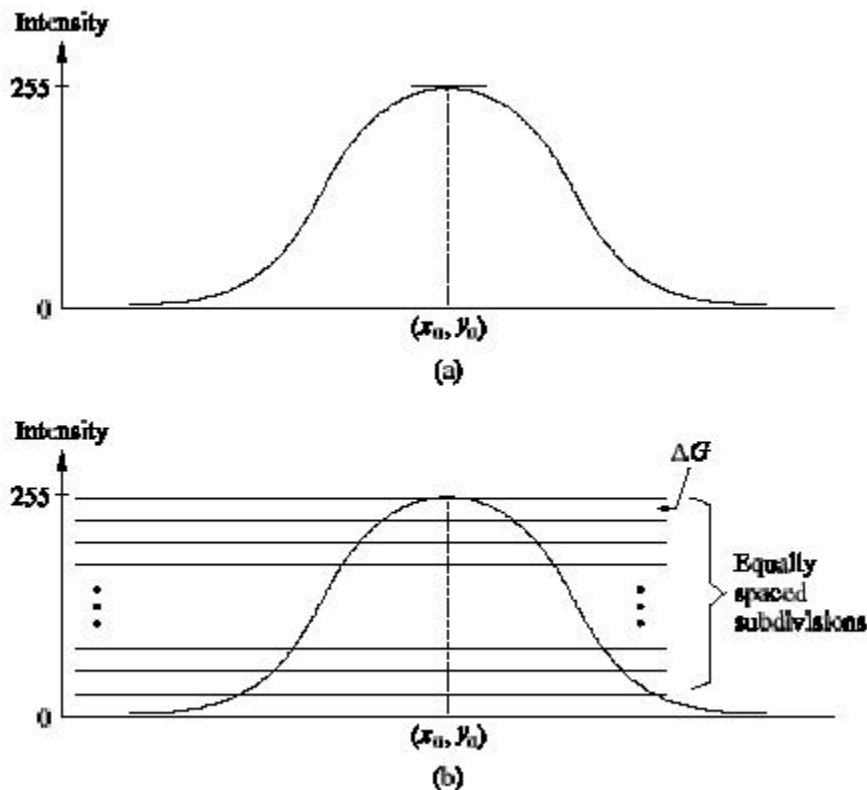 Intensity
255
0
(x₀, y₀)
(a)
Intensity
255
ΔG
Equally
spaced
subdivisions
0
(x₀, y₀)
(b)